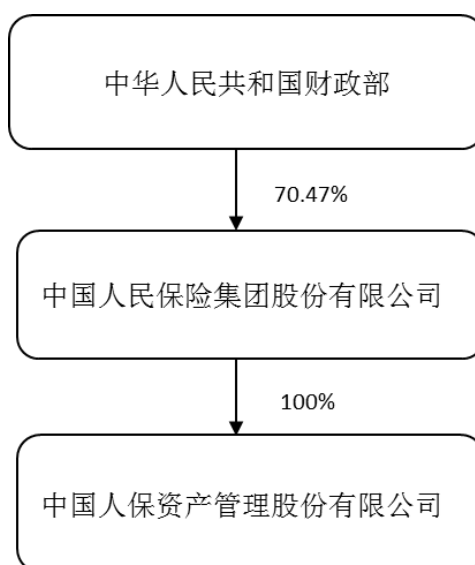 中华人民共和国财政部
70.47%
中国人民保险集团股份有限公司
100%
中国人保资产管理股份有限公司